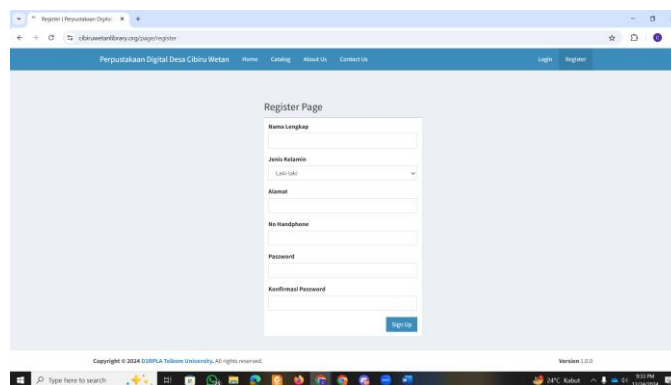 Register | Perpustakaan Digital
cibiruwetanlibrary.org/page/register
Perpustakaan Digital Desa Cibiru Wetan Home Catalog About Us Contact Us Login Register
Register Page
Nama Lengkap
Jenis Kelamin
Laki-laki
Alamat
No Handphone
Password
Konfirmasi Password
Sign Up
Copyright © 2024 D3RPLA Telkom University. All rights reserved. Version 1.0.0
Type here to search 24°C Kabut 9:33 PM